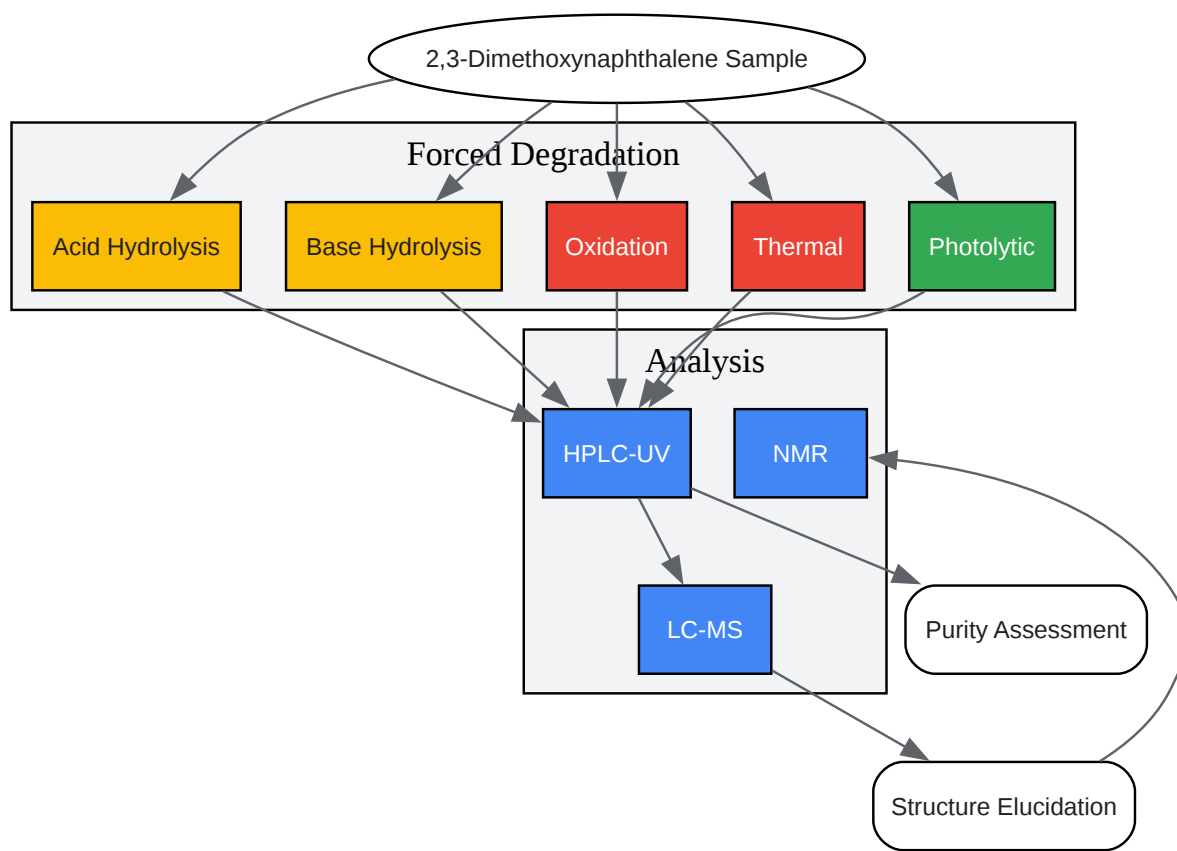 2,3-Dimethoxynaphthalene Sample
Forced Degradation
Acid Hydrolysis
Base Hydrolysis
Oxidation
Thermal
Photolytic
Analysis
HPLC-UV
NMR
LC-MS
Purity Assessment
Structure Elucidation